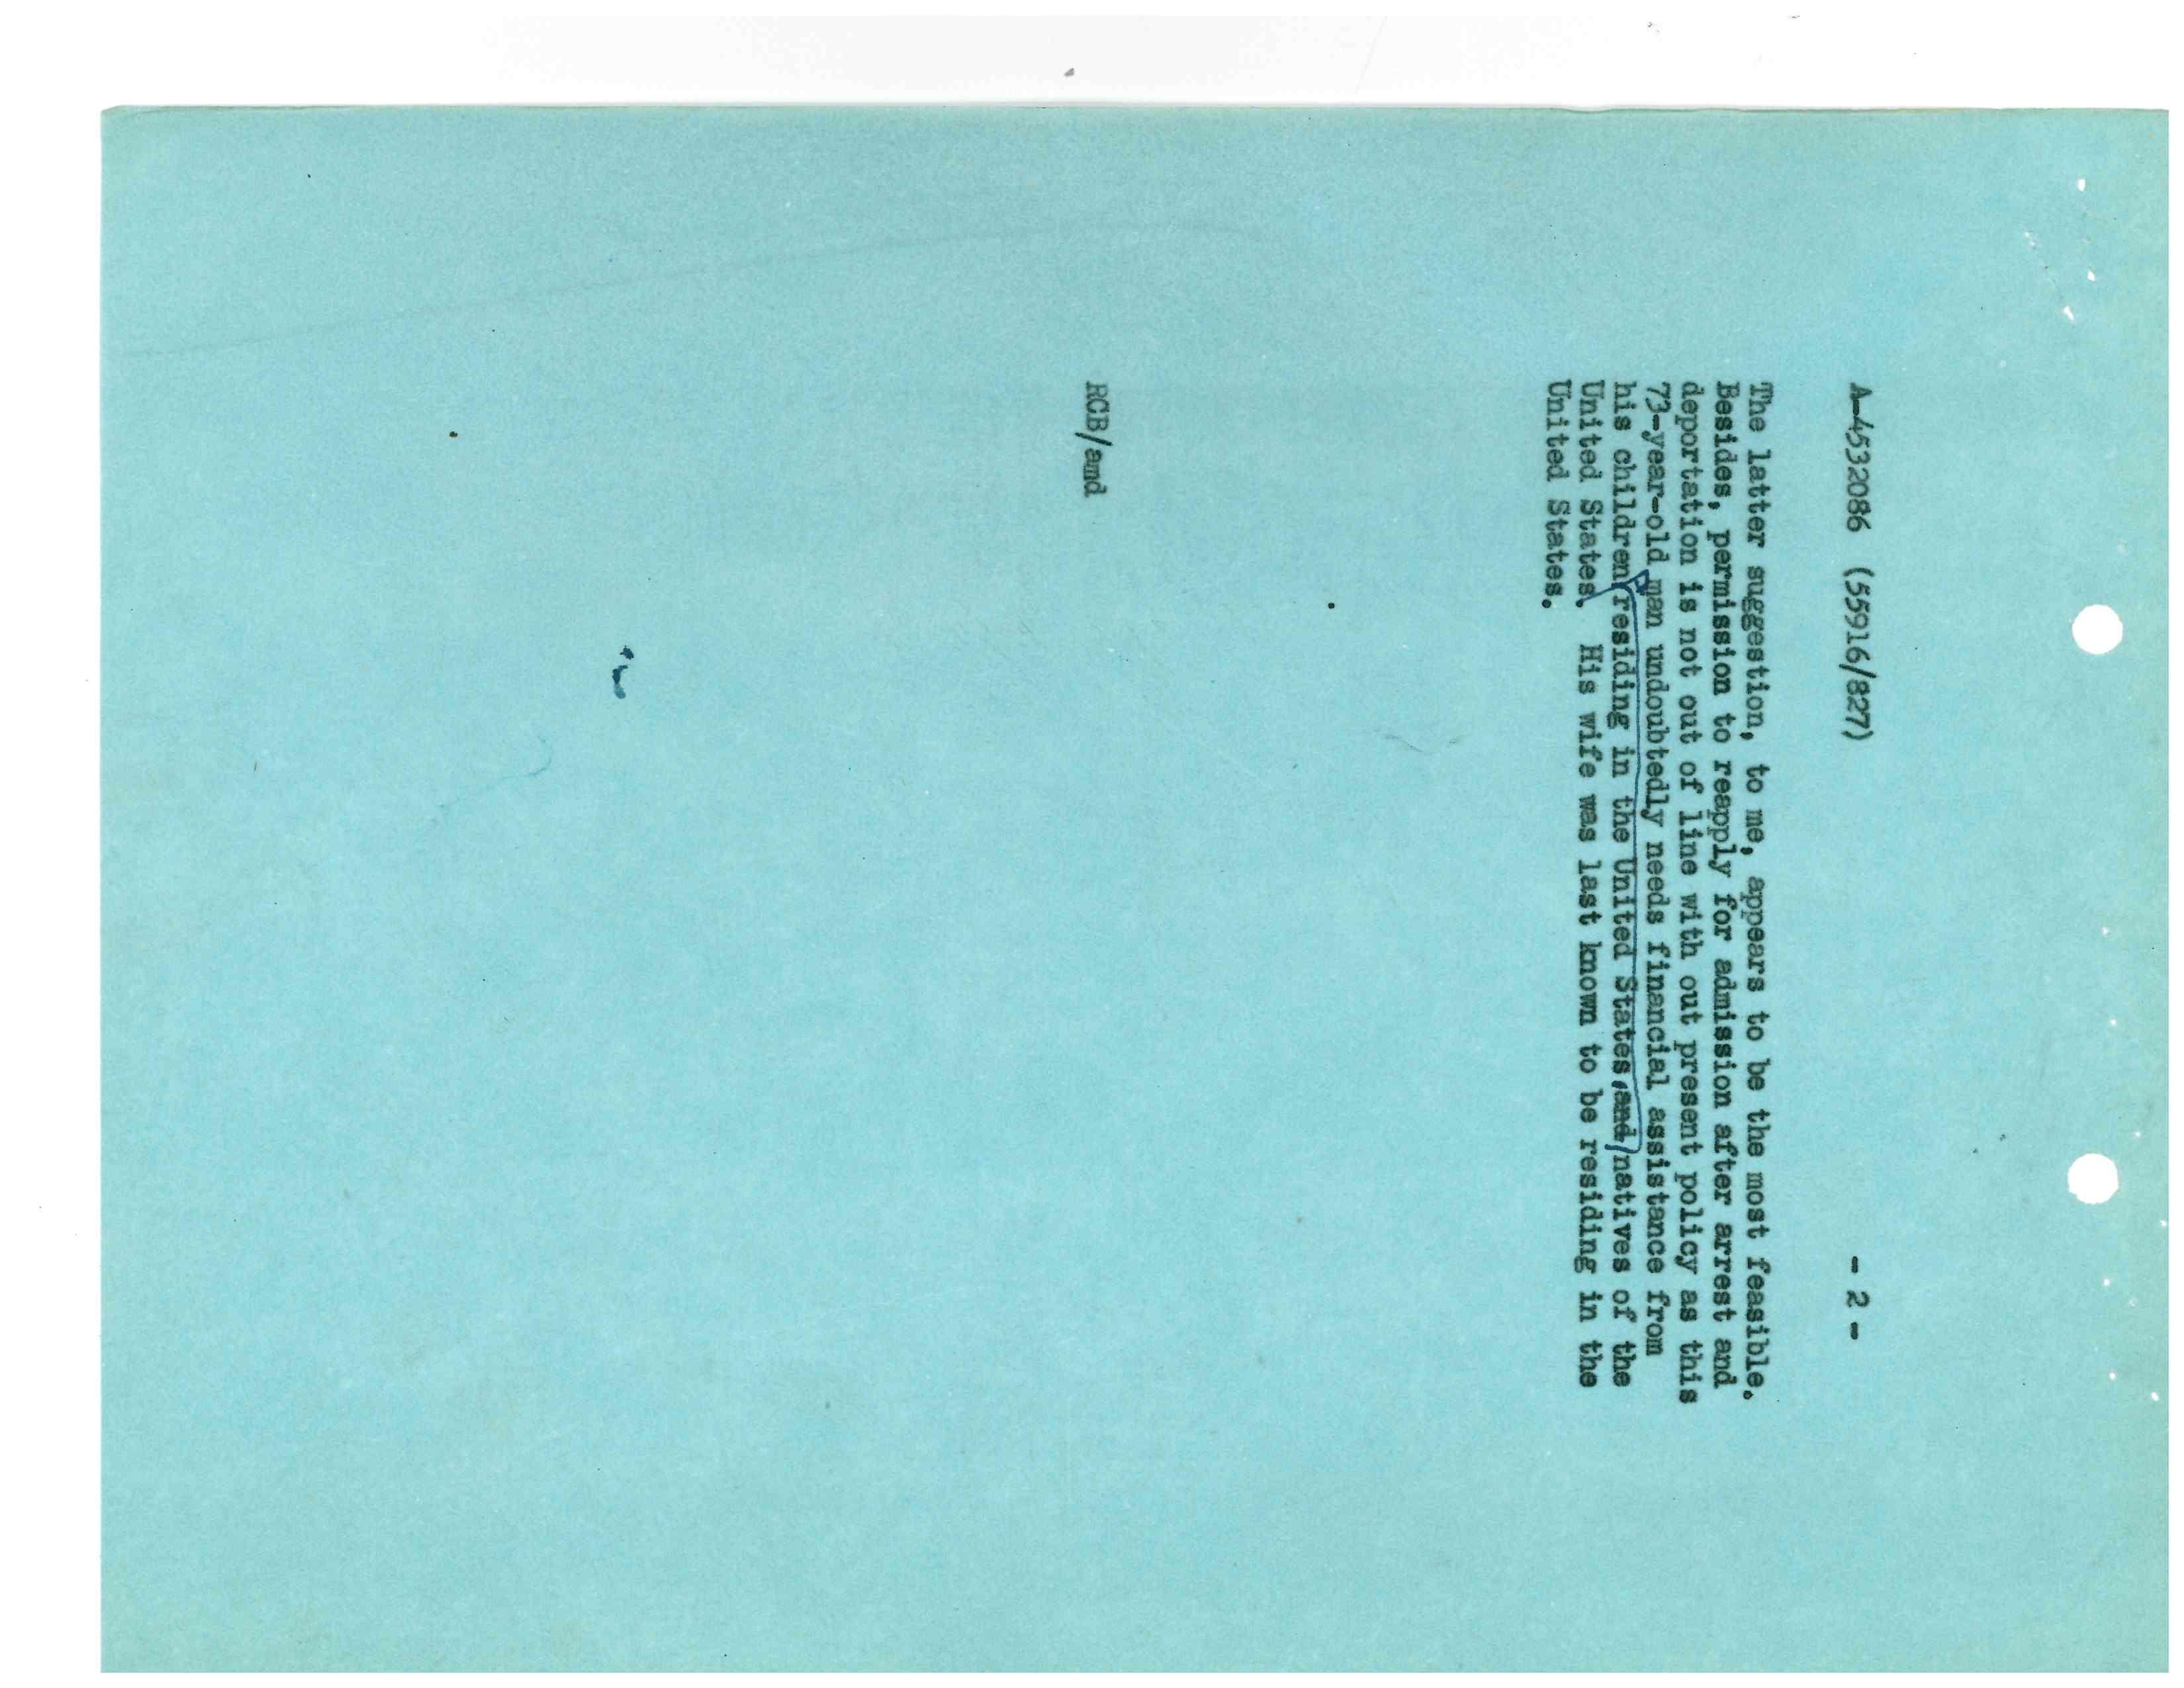 A-4532086 (55916/827) - 2 -
The latter suggestion, to me, appears to be the most feasible.
Besides, permission to reapply for admission after arrest and
deportation is not out of line with out present policy as this
73-year-old man undoubtedly needs financial assistance from
his children residing in the United States, and natives of the
United States. His wife was last known to be residing in the
United States.
RCB/amd